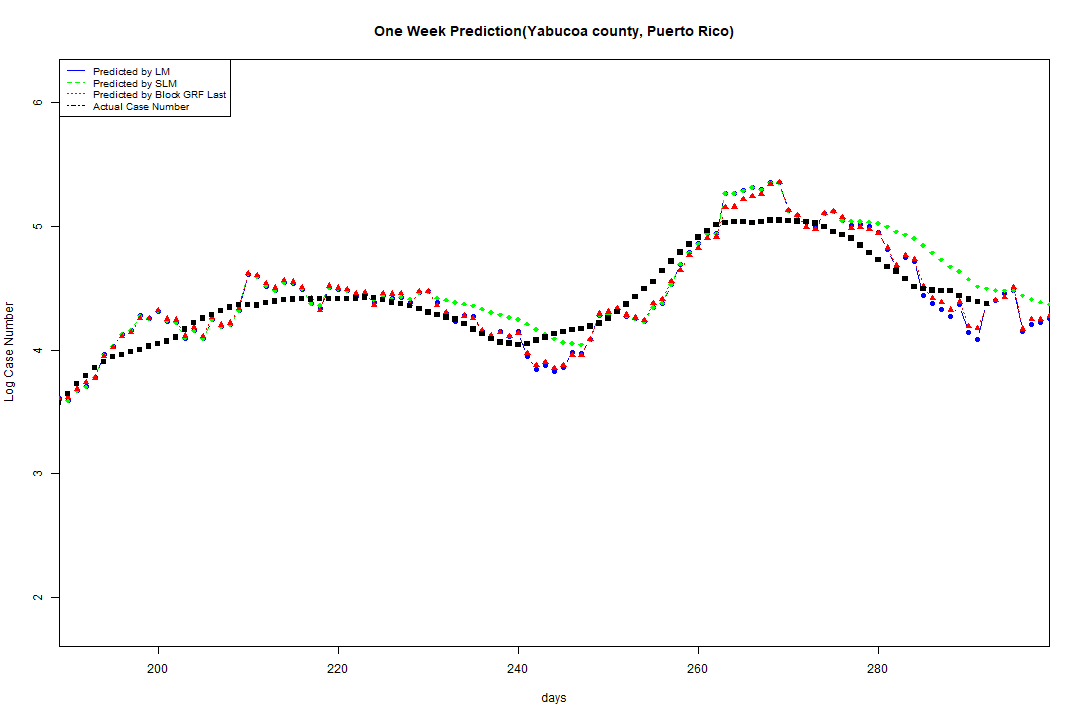 One Week Prediction(Yabucoa county, Puerto Rico)
Predicted by LM
Predicted by SLM
Predicted by Block GRF Last
Actual Case Number
6
5
4
3
2
Log Case Number
200 220 240 260 280
days